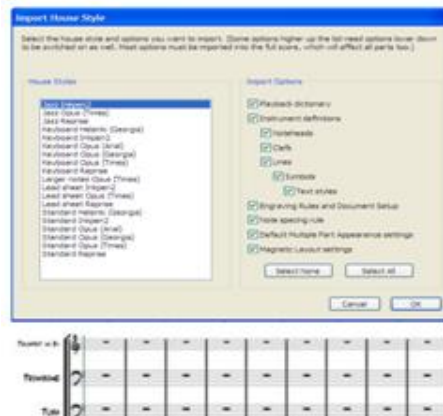 Import House Style
Select the house style and options you want to import. (Some options higher up the list need options lower down
to be switched on as well. Most options must be imported into the full score, which will affect all parts too.)
House Styles
Jazz Inkpen2
Jazz Opus (Times)
Jazz Reprise
Keyboard Helsinki (Georgia)
Keyboard Inkpen2
Keyboard Opus (Arial)
Keyboard Opus (Georgia)
Keyboard Opus (Times)
Keyboard Reprise
Larger notes Opus (Times)
Lead sheet Inkpen2
Lead sheet Opus (Times)
Lead sheet Reprise
Standard Helsinki (Georgia)
Standard Inkpen2
Standard Opus (Arial)
Standard Opus (Georgia)
Standard Opus (Times)
Standard Reprise
Import Options
Playback dictionary
Instrument definitions
Noteheads
Clefs
Lines
Symbols
Text styles
Engraving Rules and Document Setup
Note spacing rule
Default Multiple Part Appearance settings
Magnetic Layout settings
Select None
Select All
Cancel
OK
Trumpet in Bb
Trombone
Tuba